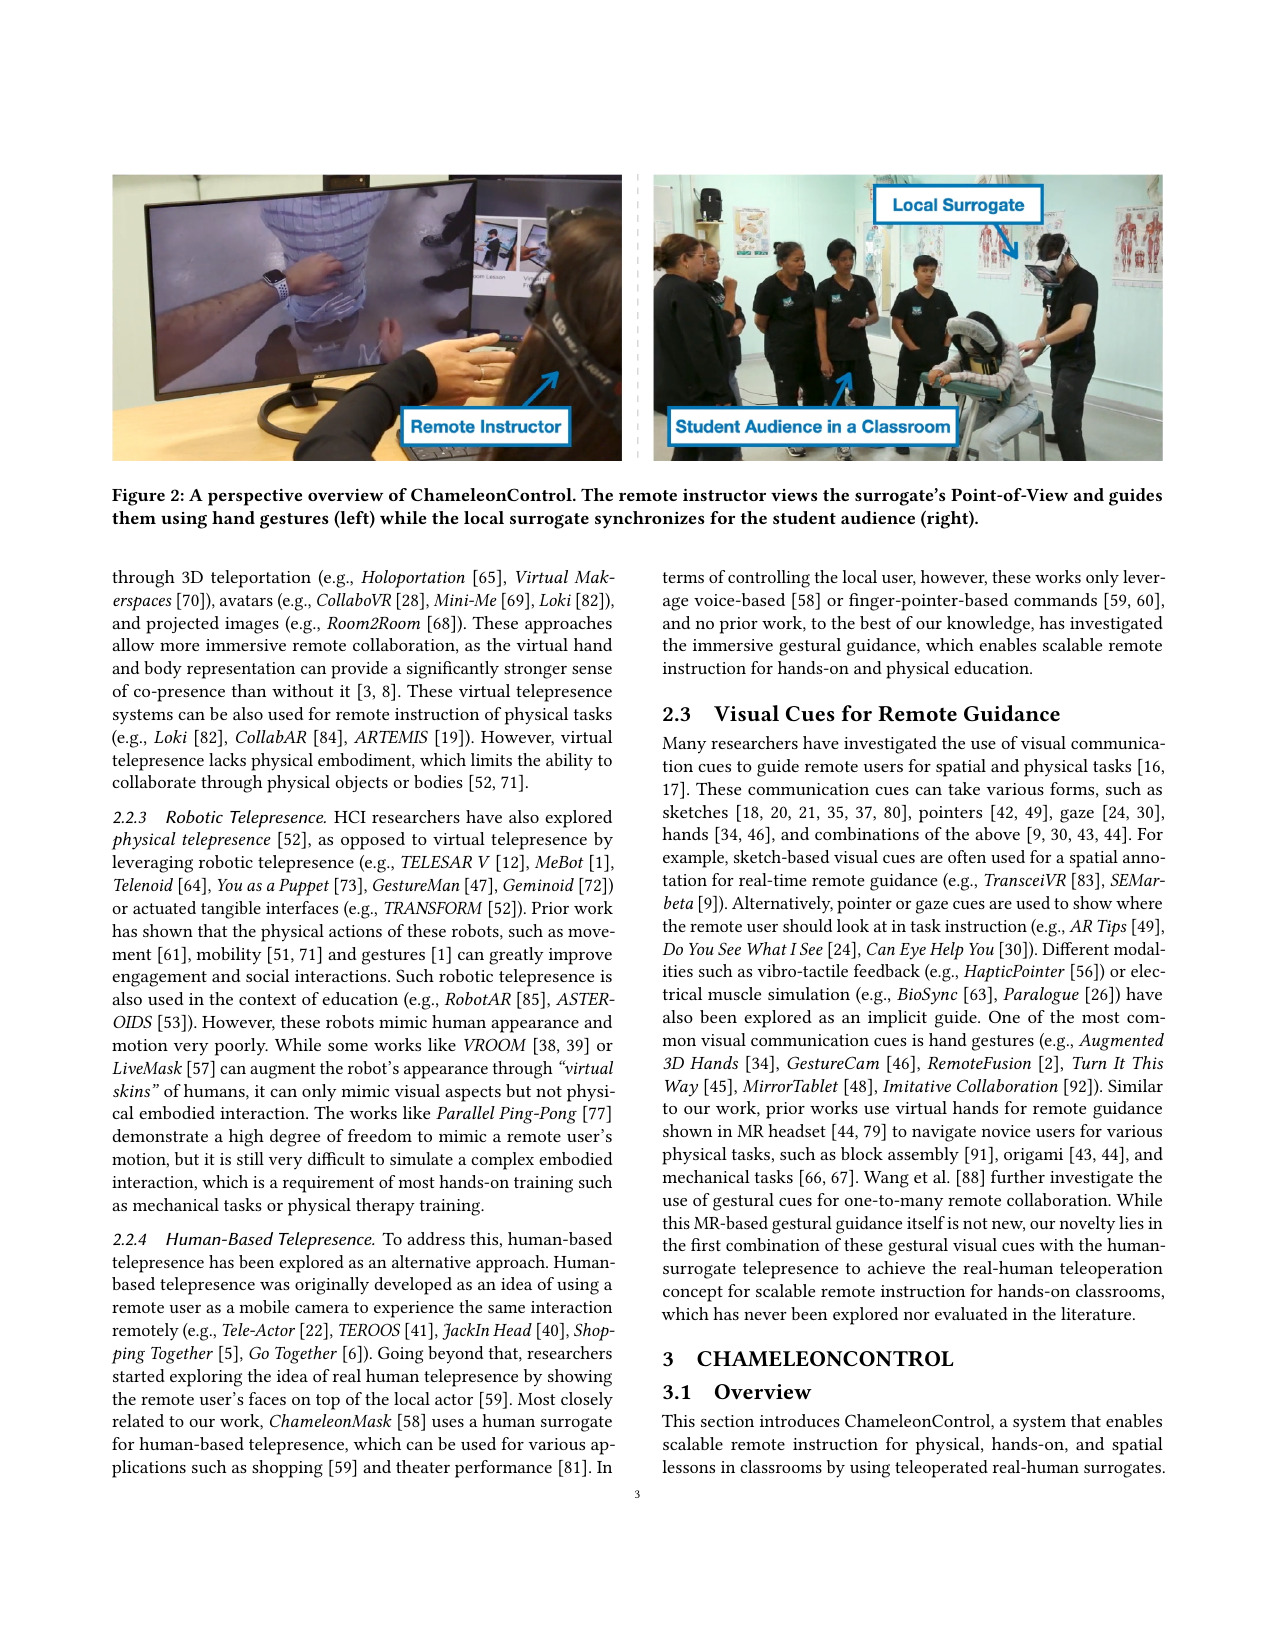 Local Surrogate
Remote Instructor
Student Audience in a Classroom
Figure 2: A perspective overview of ChameleonControl. The remote instructor views the surrogate's Point-of-View and guides
them using hand gestures (left) while the local surrogate synchronizes for the student audience (right).
through 3D teleportation (e.g., Holoportation [65], Virtual Mak-
erspaces [70]), avatars (e.g., CollaboVR [28], Mini-Me [69], Loki [82]),
and projected images (e.g., Room2Room [68]). These approaches
allow more immersive remote collaboration, as the virtual hand
and body representation can provide a significantly stronger sense
of co-presence than without it [3, 8]. These virtual telepresence
systems can be also used for remote instruction of physical tasks
(e.g., Loki [82], CollabAR [84], ARTEMIS [19]). However, virtual
telepresence lacks physical embodiment, which limits the ability to
collaborate through physical objects or bodies [52, 71].
2.2.3 Robotic Telepresence. HCI researchers have also explored
physical telepresence [52], as opposed to virtual telepresence by
leveraging robotic telepresence (e.g., TELESAR V [12], MeBot [1],
Telenoid [64], You as a Puppet [73], GestureMan [47], Geminoid [72])
or actuated tangible interfaces (e.g., TRANSFORM [52]). Prior work
has shown that the physical actions of these robots, such as move-
ment [61], mobility [51, 71] and gestures [1] can greatly improve
engagement and social interactions. Such robotic telepresence is
also used in the context of education (e.g., RobotAR [85], ASTER-
OIDS [53]). However, these robots mimic human appearance and
motion very poorly. While some works like VROOM [38, 39] or
LiveMask [57] can augment the robot's appearance through "virtual
skins" of humans, it can only mimic visual aspects but not physi-
cal embodied interaction. The works like Parallel Ping-Pong [77]
demonstrate a high degree of freedom to mimic a remote user's
motion, but it is still very difficult to simulate a complex embodied
interaction, which is a requirement of most hands-on training such
as mechanical tasks or physical therapy training.
2.2.4 Human-Based Telepresence. To address this, human-based
telepresence has been explored as an alternative approach. Human-
based telepresence was originally developed as an idea of using a
remote user as a mobile camera to experience the same interaction
remotely (e.g., Tele-Actor [22], TEROOS [41], JackIn Head [40], Shop-
ping Together [5], Go Together [6]). Going beyond that, researchers
started exploring the idea of real human telepresence by showing
the remote user's faces on top of the local actor [59]. Most closely
related to our work, ChameleonMask [58] uses a human surrogate
for human-based telepresence, which can be used for various ap-
plications such as shopping [59] and theater performance [81]. In
terms of controlling the local user, however, these works only lever-
age voice-based [58] or finger-pointer-based commands [59, 60],
and no prior work, to the best of our knowledge, has investigated
the immersive gestural guidance, which enables scalable remote
instruction for hands-on and physical education.
2.3 Visual Cues for Remote Guidance
Many researchers have investigated the use of visual communica-
tion cues to guide remote users for spatial and physical tasks [16,
17]. These communication cues can take various forms, such as
sketches [18, 20, 21, 35, 37, 80], pointers [42, 49], gaze [24, 30],
hands [34, 46], and combinations of the above [9, 30, 43, 44]. For
example, sketch-based visual cues are often used for a spatial anno-
tation for real-time remote guidance (e.g., TransceiVR [83], SEMar-
beta [9]). Alternatively, pointer or gaze cues are used to show where
the remote user should look at in task instruction (e.g., AR Tips [49],
Do You See What I See [24], Can Eye Help You [30]). Different modal-
ities such as vibro-tactile feedback (e.g., HapticPointer [56]) or elec-
trical muscle simulation (e.g., BioSync [63], Paralogue [26]) have
also been explored as an implicit guide. One of the most com-
mon visual communication cues is hand gestures (e.g., Augmented
3D Hands [34], GestureCam [46], RemoteFusion [2], Turn It This
Way [45], MirrorTablet [48], Imitative Collaboration [92]). Similar
to our work, prior works use virtual hands for remote guidance
shown in MR headset [44, 79] to navigate novice users for various
physical tasks, such as block assembly [91], origami [43, 44], and
mechanical tasks [66, 67]. Wang et al. [88] further investigate the
use of gestural cues for one-to-many remote collaboration. While
this MR-based gestural guidance itself is not new, our novelty lies in
the first combination of these gestural visual cues with the human-
surrogate telepresence to achieve the real-human teleoperation
concept for scalable remote instruction for hands-on classrooms,
which has never been explored nor evaluated in the literature.
3 CHAMELEONCONTROL
3.1 Overview
This section introduces ChameleonControl, a system that enables
scalable remote instruction for physical, hands-on, and spatial
lessons in classrooms by using teleoperated real-human surrogates.
3